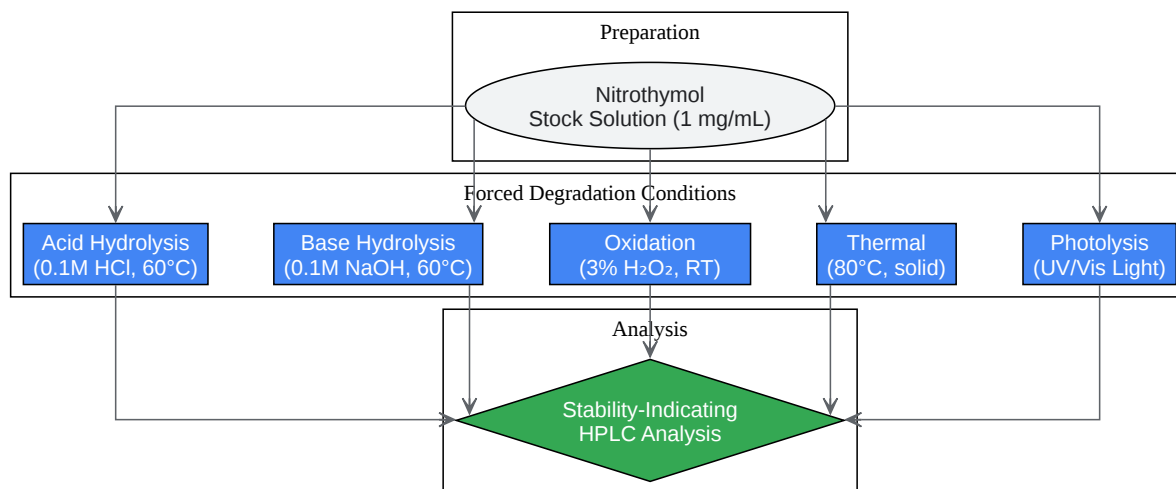 Preparation
Nitrothymol
Stock Solution (1 mg/mL)
Forced Degradation Conditions
Acid Hydrolysis
(0.1M HCl, 60°C)
Base Hydrolysis
(0.1M NaOH, 60°C)
Oxidation
(3% H₂O₂, RT)
Thermal
(80°C, solid)
Photolysis
(UV/Vis Light)
Analysis
Stability-Indicating
HPLC Analysis